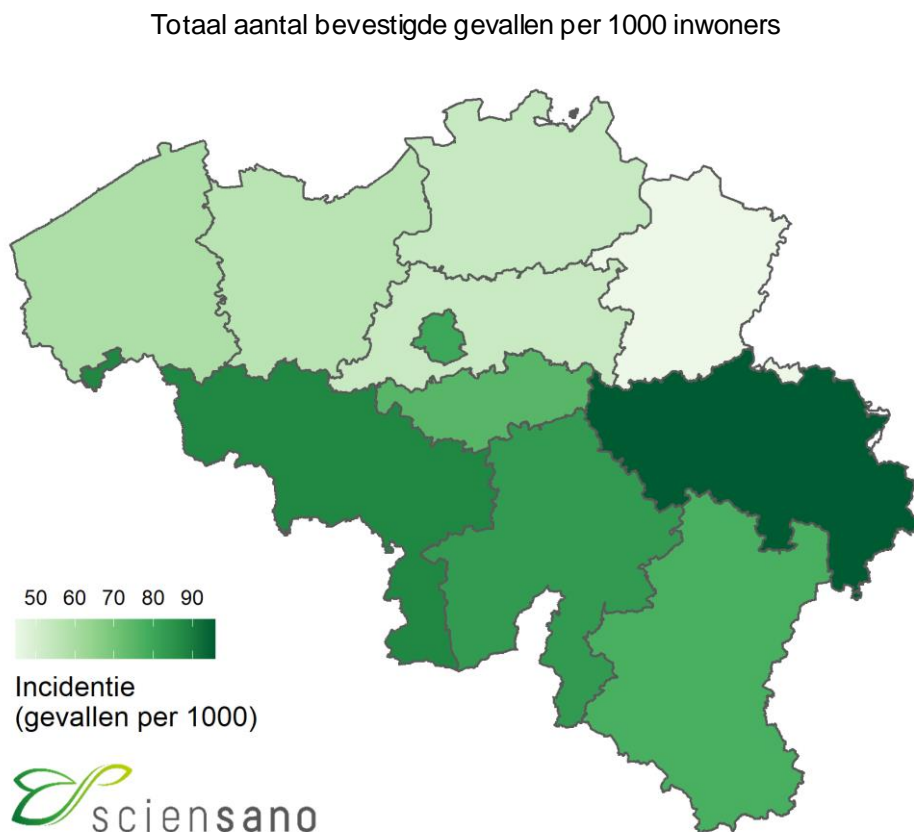 Totaal aantal bevestigde gevallen per 1000 inwoners
50 60 70 80 90
Incidentie
(gevallen per 1000)
sciensano